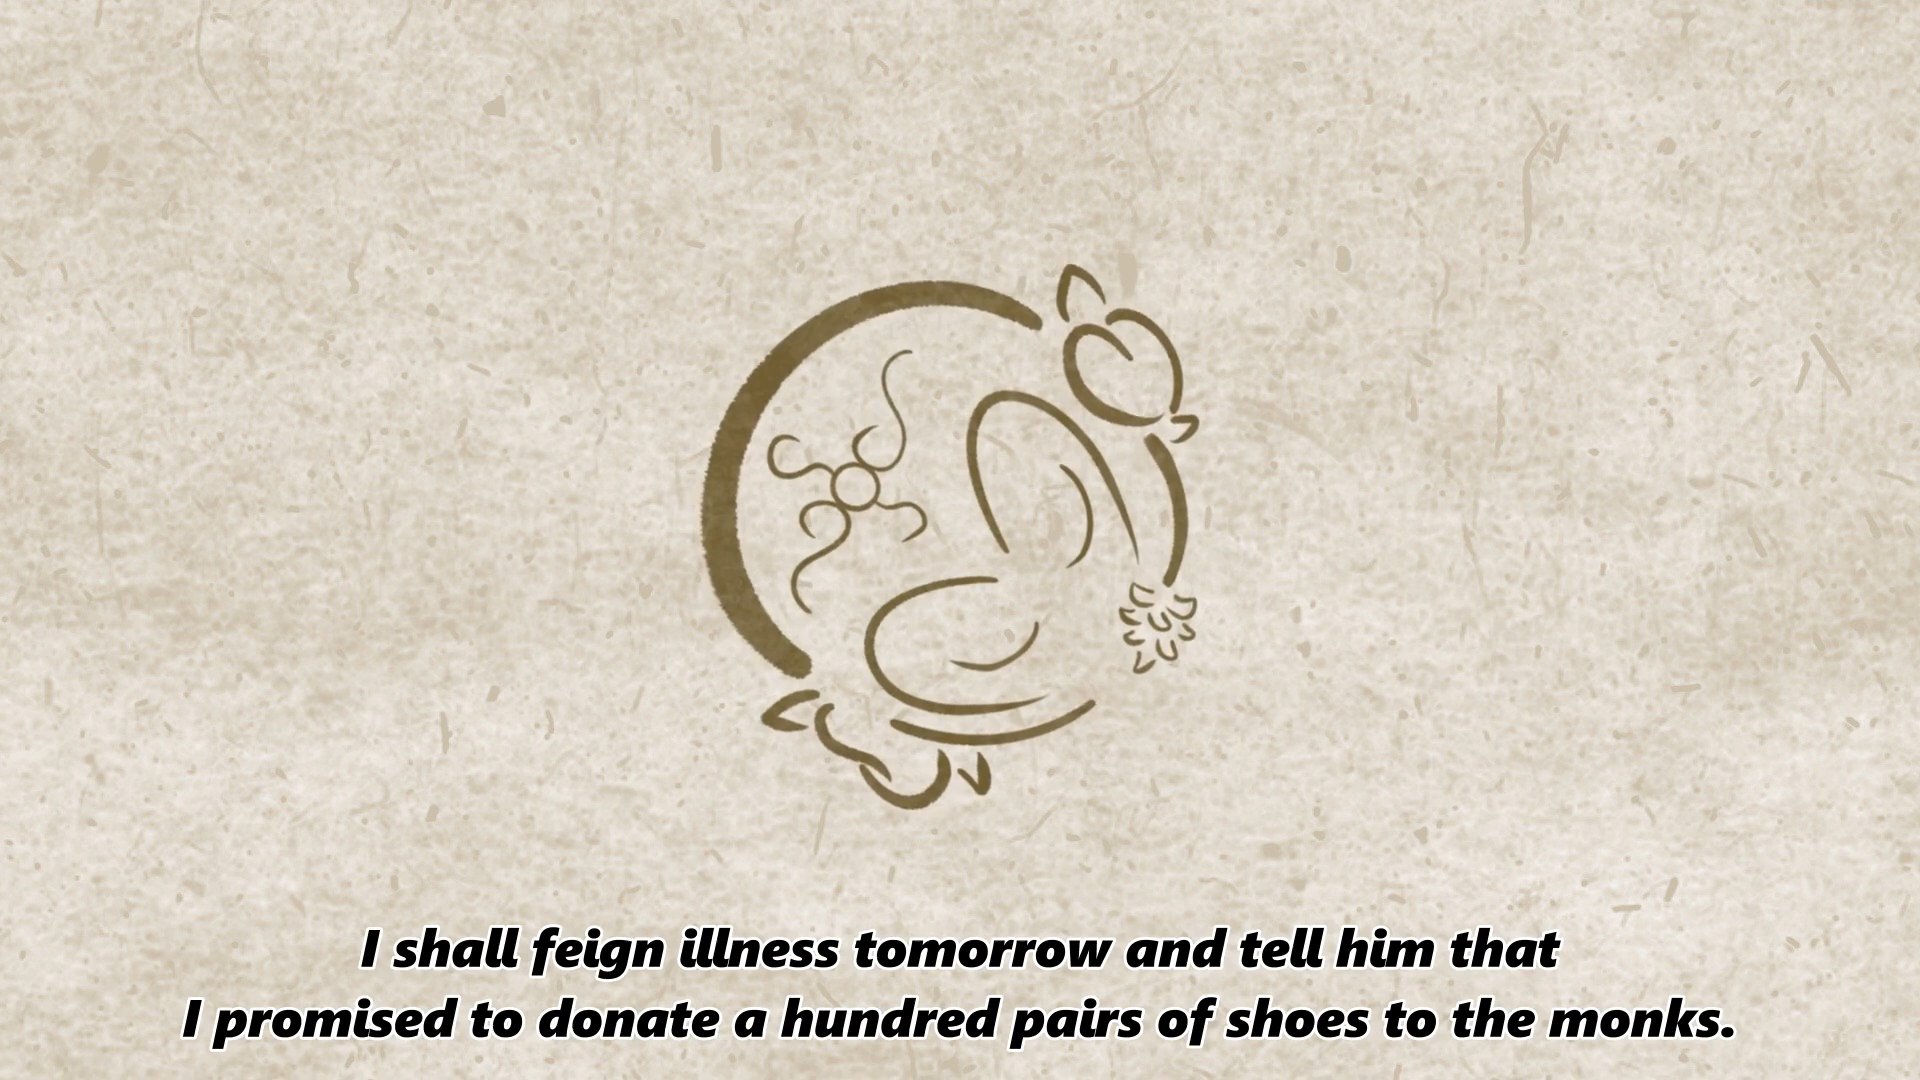 I shall feign illness tomorrow and tell him that
I promised to donate a hundred pairs of shoes to the monks.